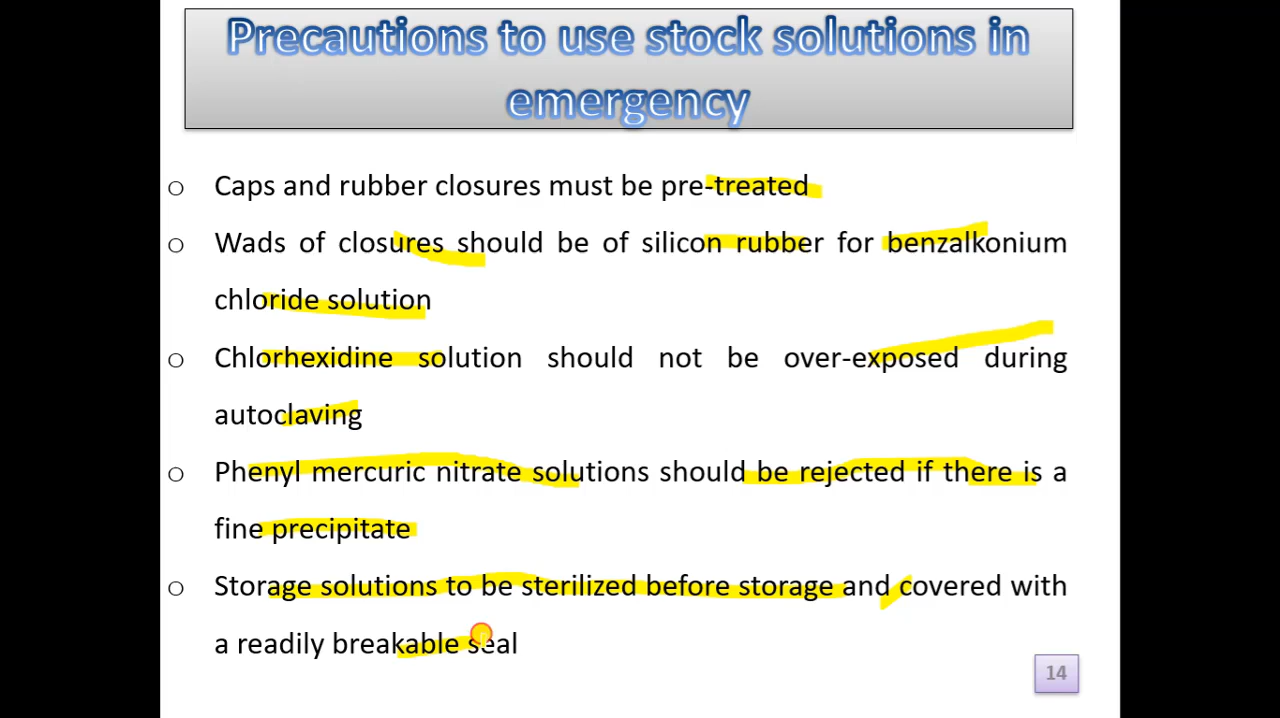 Precautions to use stock solutions in
emergency
o Caps and rubber closures must be pre-treated
o Wads of closures should be of silicon rubber for benzalkonium
chloride solution
o Chlorhexidine solution should not be over-exposed during
autoclaving
o Phenyl mercuric nitrate solutions should be rejected if there is a
fine precipitate
o Storage solutions to be sterilized before storage and covered with
a readily breakable seal
14